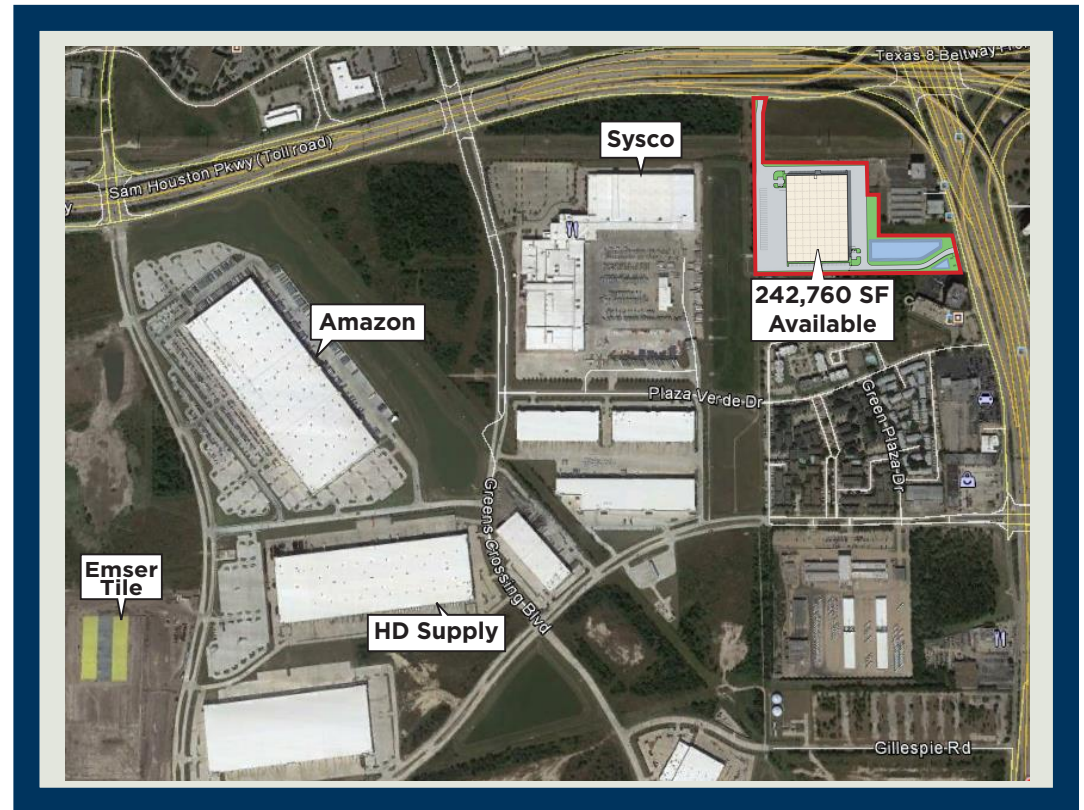 Texas 8 Beltway
Sam Houston Pkwy (Toll road)
y
Sysco
242,760 SF
Available
Amazon
Plaza Verde Dr
Green Plaza Dr
Greens Crossing Blvd
Emser
Tile
HD Supply
Gillespie Rd